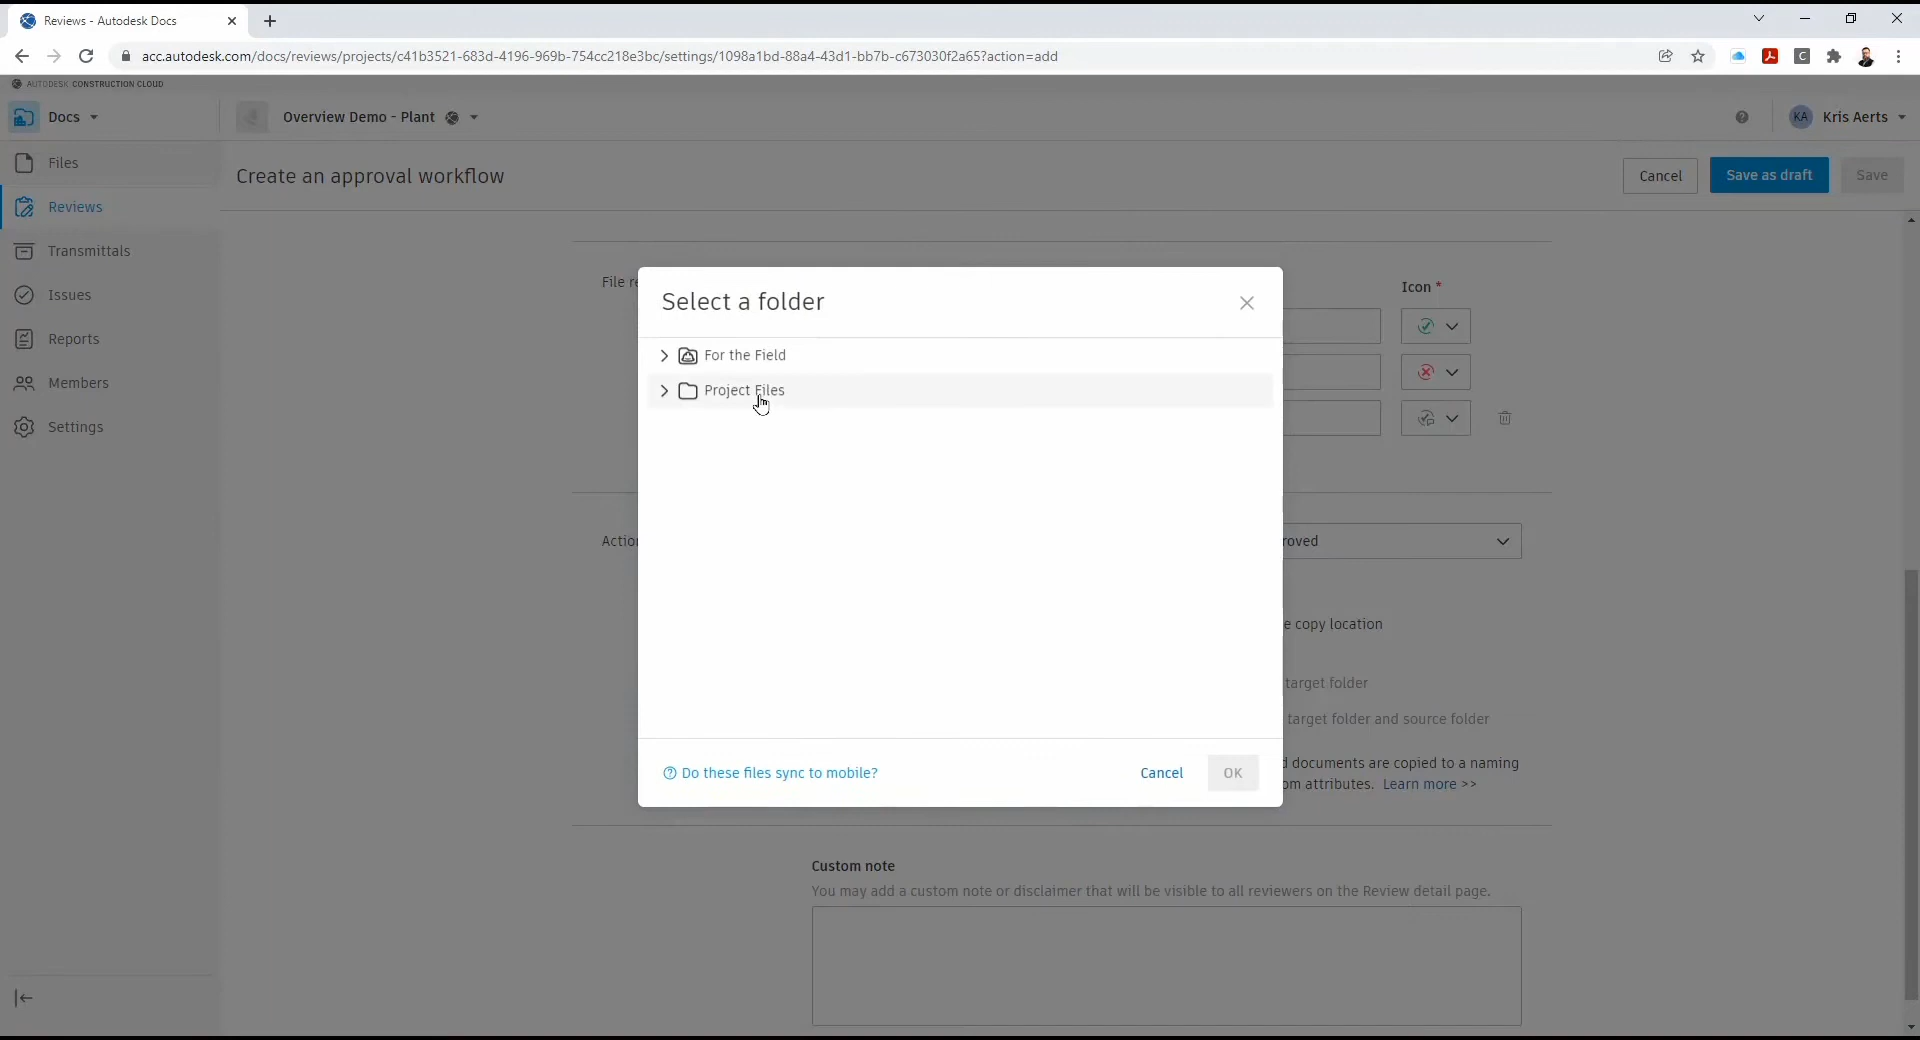 Reviews - Autodesk Docs
acc.autodesk.com/docs/reviews/projects/c41b3521-683d-4196-969b-754cc218e3bc/settings/1098a1bd-88a4-43d1-bb7b-c673030f2a65?action=add
AUTODESK CONSTRUCTION CLOUD
Docs
Overview Demo - Plant
KA
Kris Aerts
Files
Reviews
Transmittals
Issues
Reports
Members
Settings
Create an approval workflow
Cancel
Save as draft
Save
File re
Icon *
Select a folder
For the Field
Project Files
Action
roved
e copy location
target folder
target folder and source folder
d documents are copied to a naming
om attributes. Learn more >>
Do these files sync to mobile?
Cancel
OK
Custom note
You may add a custom note or disclaimer that will be visible to all reviewers on the Review detail page.